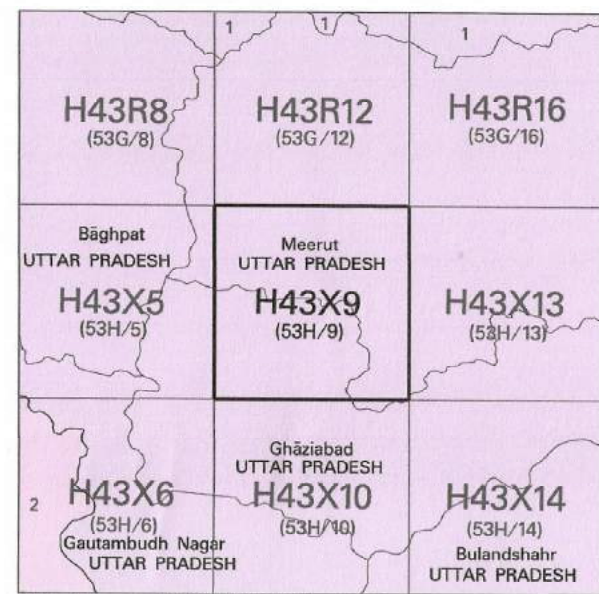 1 1 1
H43R8 H43R12 H43R16
(53G/8) (53G/12) (53G/16)
Bāghpat
UTTAR PRADESH
Meerut
UTTAR PRADESH
H43X5 H43X9 H43X13
(53H/5) (53H/9) (53H/13)
Ghāziabad
UTTAR PRADESH
2 H43X6 H43X10 H43X14
(53H/6) (53H/10) (53H/14)
Gautambudh Nagar
UTTAR PRADESH
Bulandshahr
UTTAR PRADESH